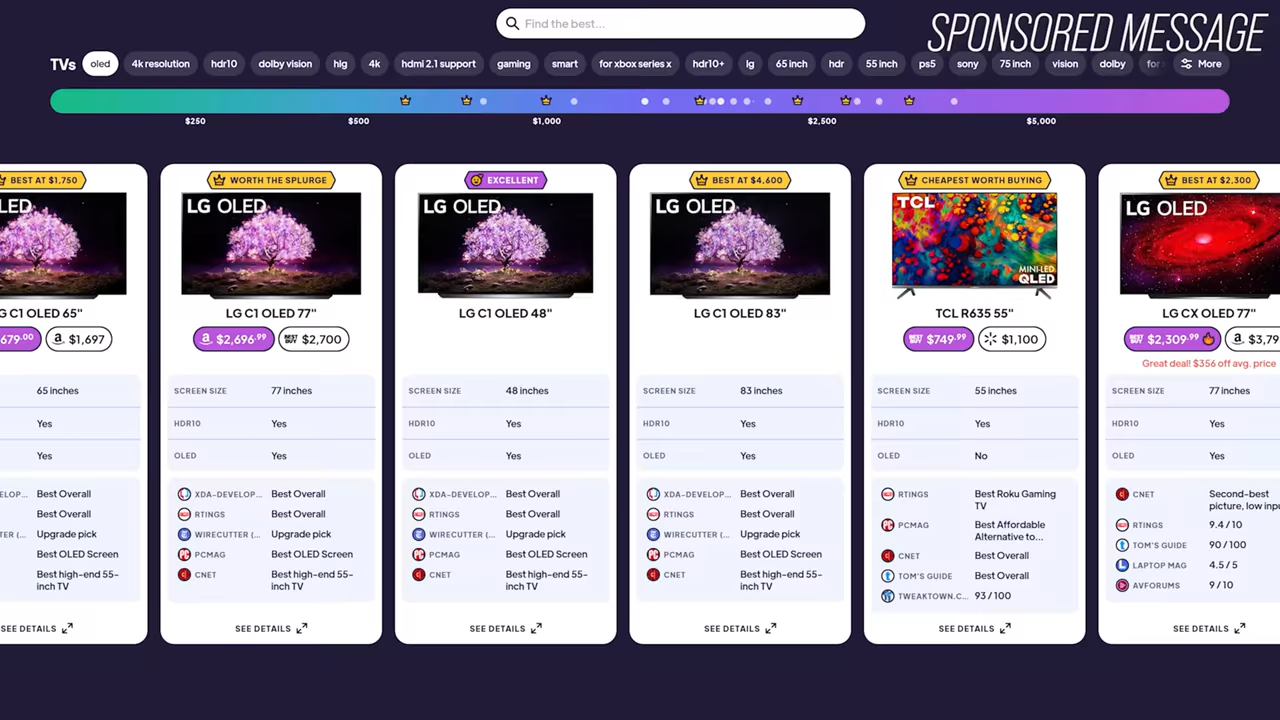 Find the best...
SPONSORED MESSAGE
TVs oled 4k resolution hdr10 dolby vision hlg 4k hdmi 2.1 support gaming smart for xbox series x hdr10+ lg 65 inch hdr 55 inch ps5 sony 75 inch vision dolby for More
$250 $500 $1,000 $2,500 $5,000
BEST AT $1,750
LED
G C1 OLED 65"
679.00 $1,697
65 inches
Yes
Yes
ELOP... Best Overall
Best Overall
TER (... Upgrade pick
Best OLED Screen
Best high-end 55-
inch TV
SEE DETAILS
WORTH THE SPLURGE
LG OLED
LG C1 OLED 77"
a $2,696.99 BEST BUY $2,700
SCREEN SIZE 77 inches
HDR10 Yes
OLED Yes
XDA-DEVELOP... Best Overall
RTINGS Best Overall
WIRECUTTER (... Upgrade pick
PCMAG Best OLED Screen
CNET Best high-end 55-
inch TV
SEE DETAILS
EXCELLENT
LG OLED
LG C1 OLED 48"
SCREEN SIZE 48 inches
HDR10 Yes
OLED Yes
XDA-DEVELOP... Best Overall
RTINGS Best Overall
WIRECUTTER (... Upgrade pick
PCMAG Best OLED Screen
CNET Best high-end 55-
inch TV
SEE DETAILS
BEST AT $4,600
LG OLED
LG C1 OLED 83"
SCREEN SIZE 83 inches
HDR10 Yes
OLED Yes
XDA-DEVELOP... Best Overall
RTINGS Best Overall
WIRECUTTER (... Upgrade pick
PCMAG Best OLED Screen
CNET Best high-end 55-
inch TV
SEE DETAILS
CHEAPEST WORTH BUYING
TCL
MINI-LED
QLED
TCL R635 55"
BEST BUY $749.99 $1,100
SCREEN SIZE 55 inches
HDR10 Yes
OLED No
RTINGS Best Roku Gaming
TV
PCMAG Best Affordable
Alternative to...
CNET Best Overall
TOM'S GUIDE Best Overall
TWEAKTOWN.C... 93 / 100
SEE DETAILS
BEST AT $2,300
LG OLED
LG CX OLED 77"
BEST BUY $2,309.99 a $3,79
Great deal! $356 off avg. price
SCREEN SIZE 77 inches
HDR10 Yes
OLED Yes
CNET Second-best
picture, low inpu
RTINGS 9.4 / 10
TOM'S GUIDE 90 / 100
LAPTOP MAG 4.5 / 5
AVFORUMS 9 / 10
SEE DETAILS